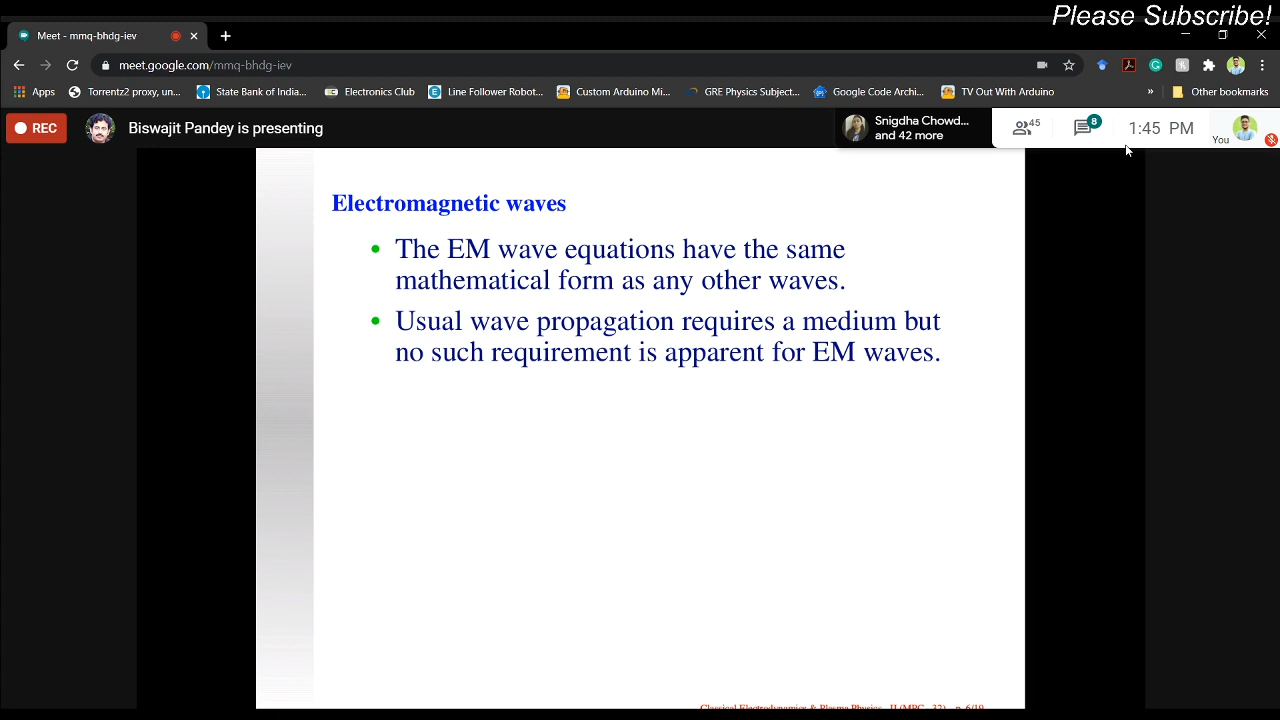 Please Subscribe!
Meet - mmq-bhdg-iev
meet.google.com/mmq-bhdg-iev
Apps Torrentz2 proxy, un... State Bank of India... Electronics Club Line Follower Robot... Custom Arduino Mi... GRE Physics Subject... Google Code Archi... TV Out With Arduino » Other bookmarks
REC Biswajit Pandey is presenting
Snigdha Chowd...
and 42 more
45 8 1:45 PM You
Electromagnetic waves
• The EM wave equations have the same
mathematical form as any other waves.
• Usual wave propagation requires a medium but
no such requirement is apparent for EM waves.
Classical Electrodynamics & Plasma Physics